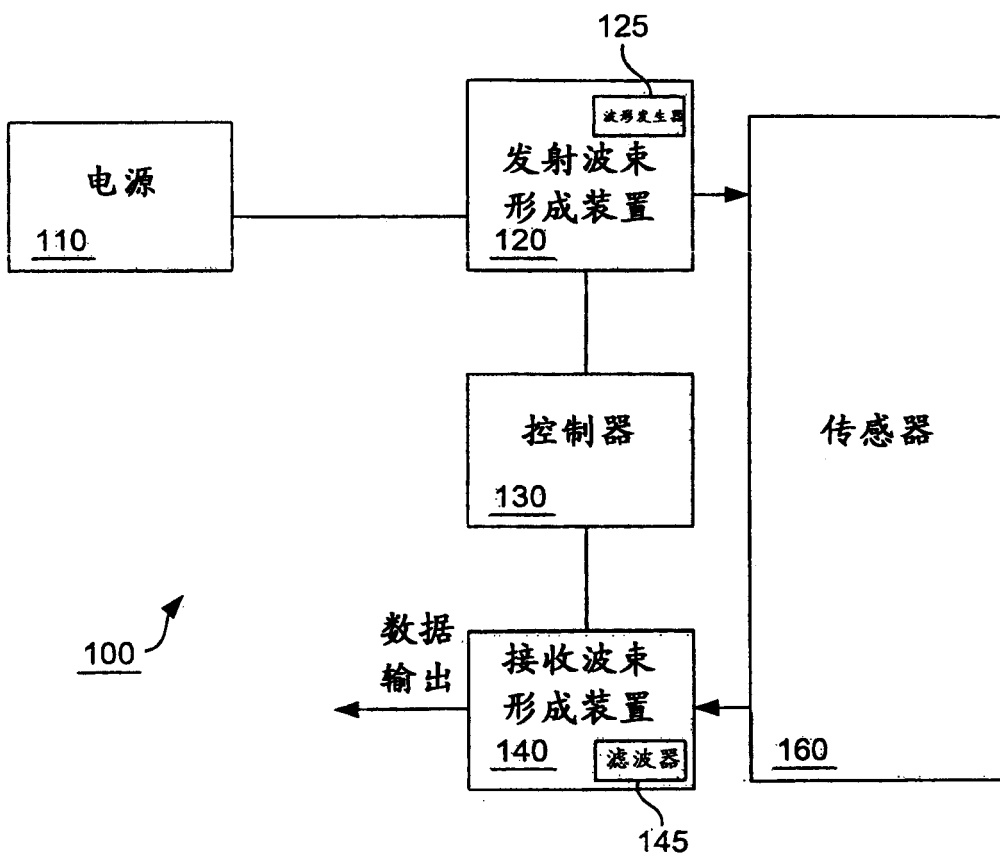 125
波形发生器
发射波束
形成装置
120
电源
110
控制器
130
传感器
160
100
数据
输出
接收波束
形成装置
140
滤波器
145